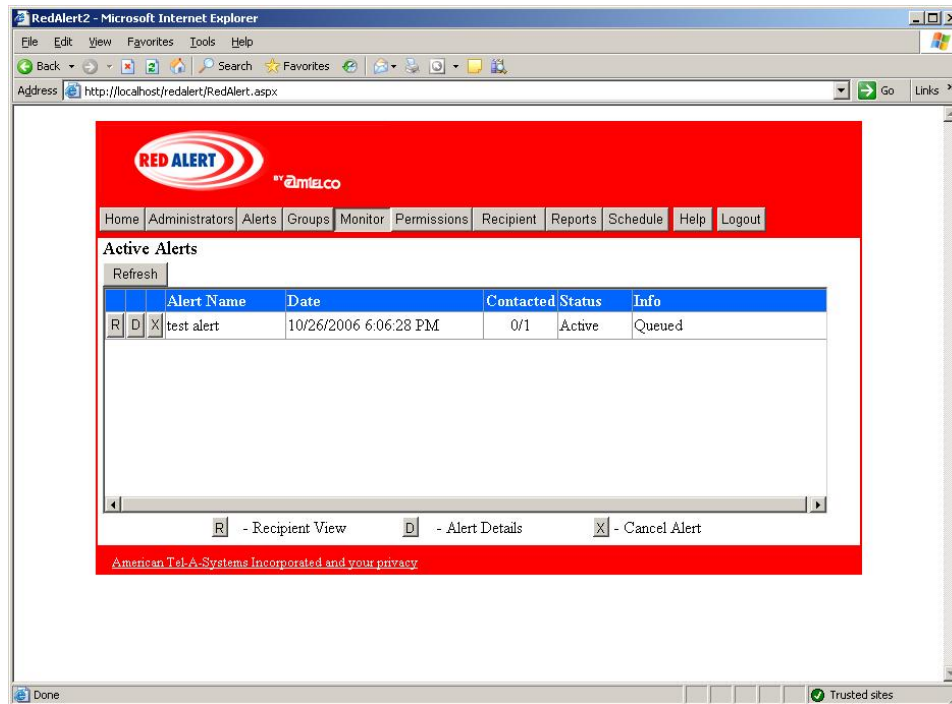 RedAlert2 - Microsoft Internet Explorer
File Edit View Favorites Tools Help
Back Search Favorites
Address http://localhost/redalert/RedAlert.aspx Go Links
RED ALERT
BY amtelco
Home Administrators Alerts Groups Monitor Permissions Recipient Reports Schedule Help Logout
Active Alerts
Refresh
Alert Name Date Contacted Status Info
R D X test alert 10/26/2006 6:06:28 PM 0/1 Active Queued
R - Recipient View D - Alert Details X - Cancel Alert
American Tel-A-Systems Incorporated and your privacy
Done Trusted sites